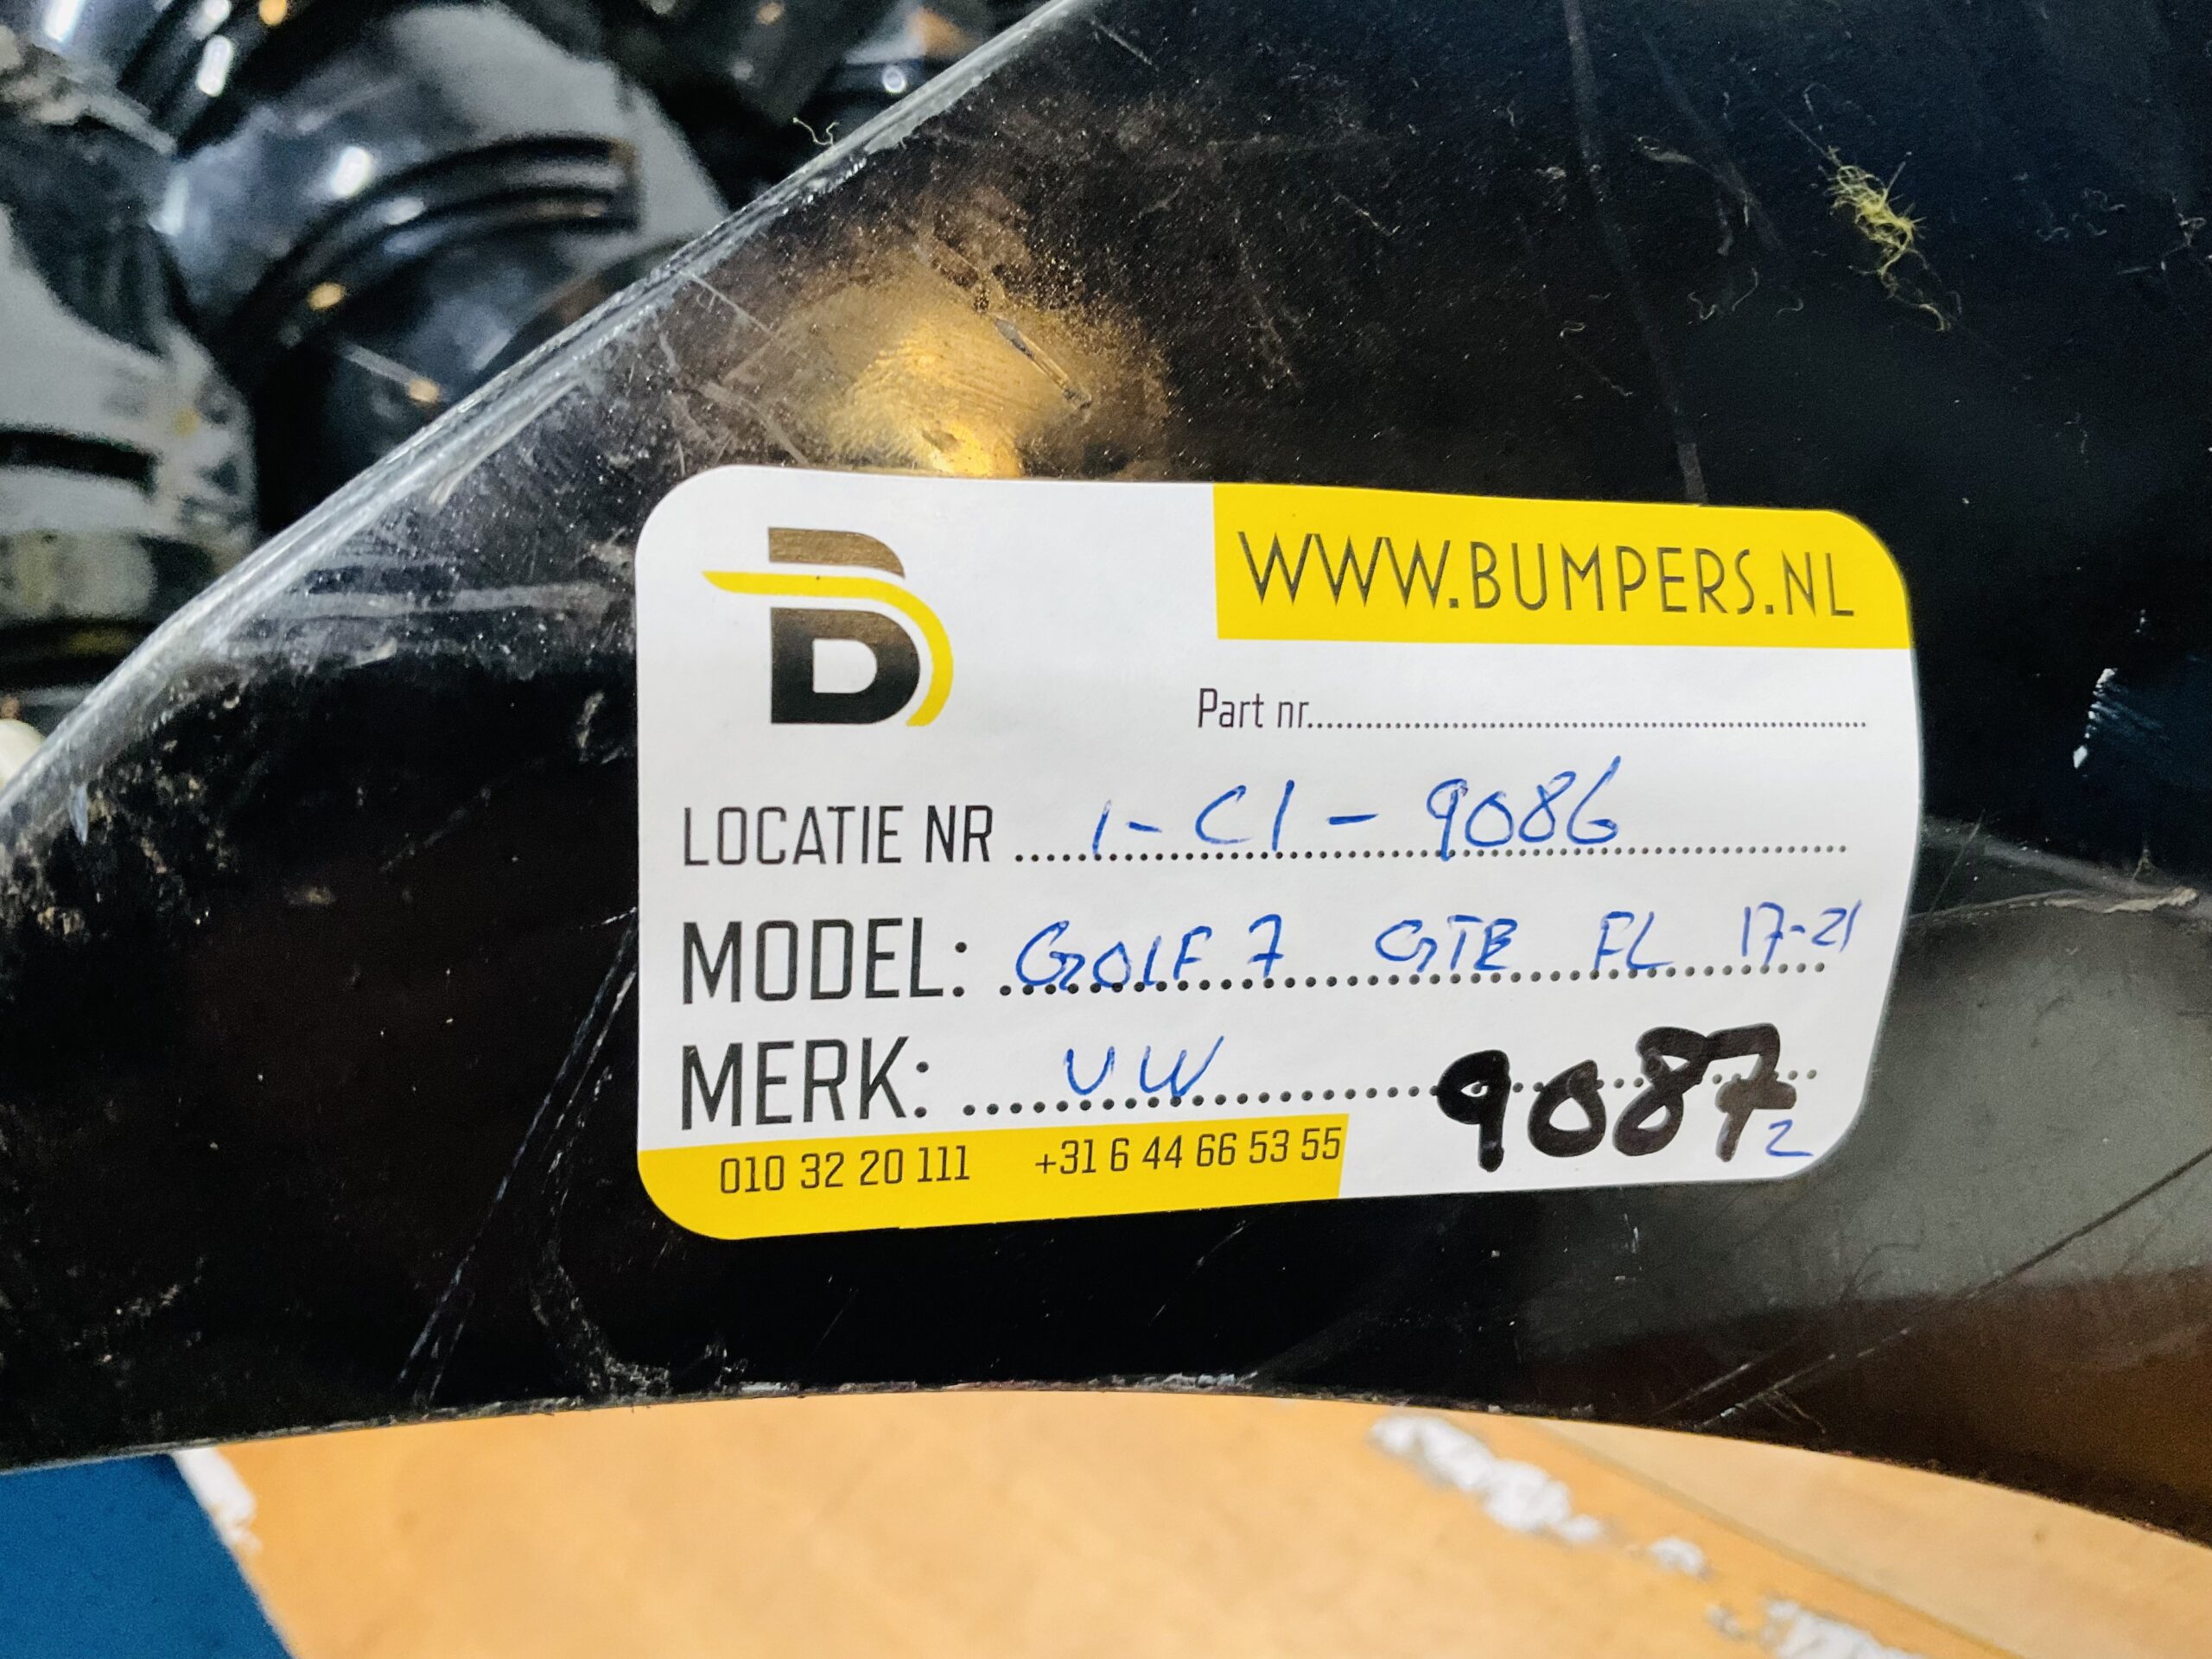 WWW.BUMPERS.NL
Part nr..............................
LOCATIE NR 1-C1-9086
MODEL: GOLF 7 GTE FL 17-21
MERK: VW
9087
2
010 32 20 111 +31 6 44 66 53 55